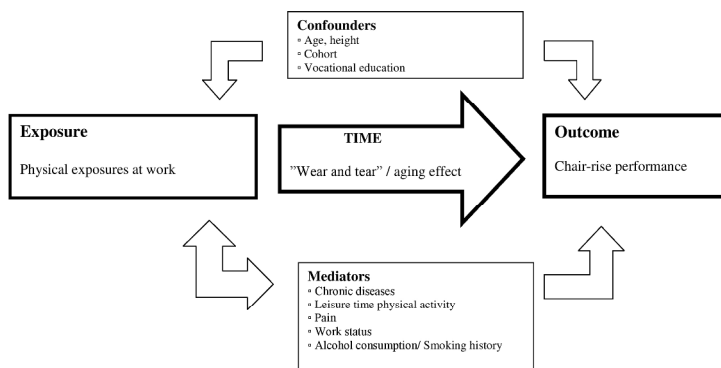 Confounders
▫ Age, height
▫ Cohort
▫ Vocational education
Exposure
Physical exposures at work
TIME
”Wear and tear” / aging effect
Outcome
Chair-rise performance
Mediators
▫ Chronic diseases
▫ Leisure time physical activity
▫ Pain
▫ Work status
▫ Alcohol consumption/ Smoking history